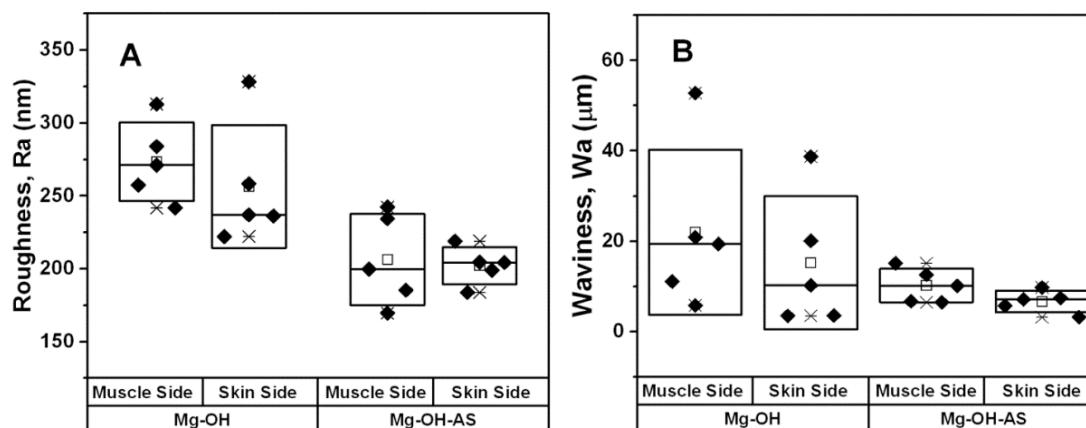 A
Roughness, Ra (nm)
350
300
250
200
150
Muscle Side
Skin Side
Muscle Side
Skin Side
Mg-OH
Mg-OH-AS
B
Waviness, Wa (μm)
60
40
20
0
Muscle Side
Skin Side
Muscle Side
Skin Side
Mg-OH
Mg-OH-AS